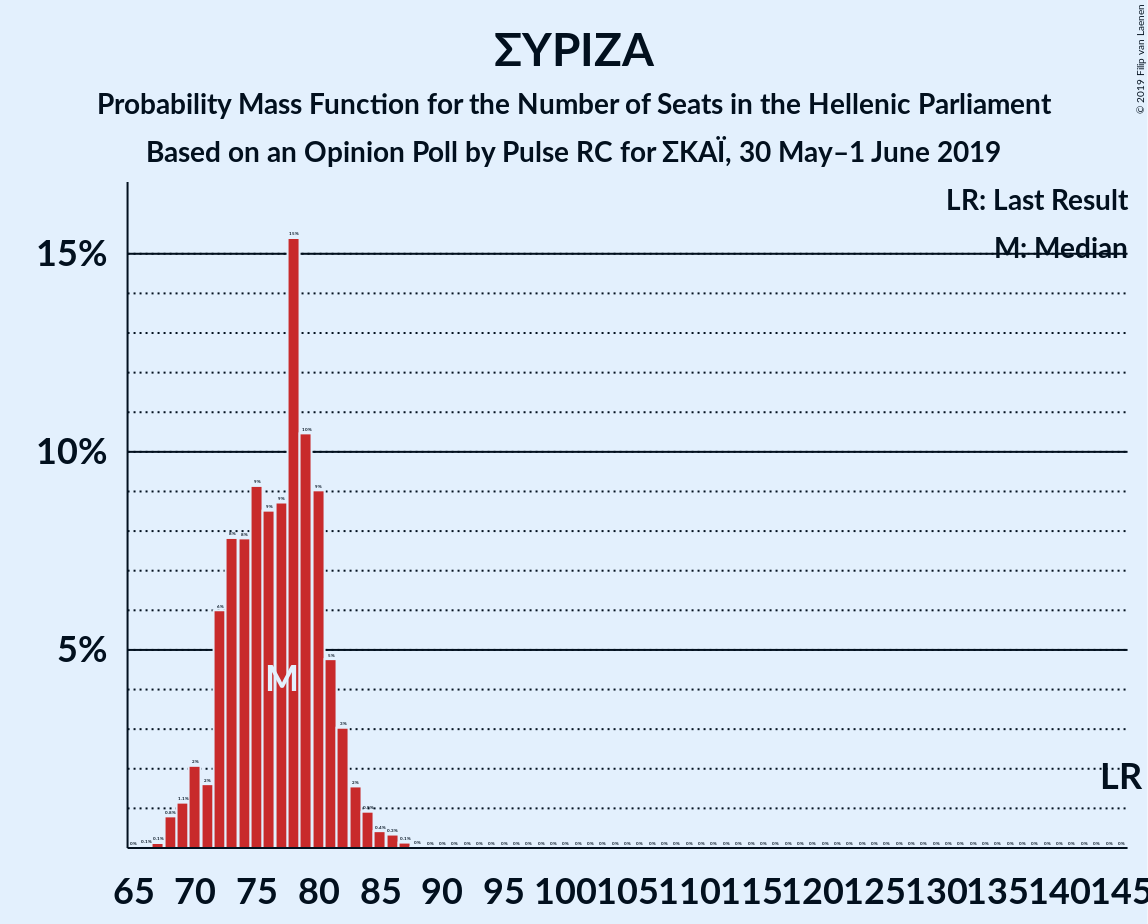 ΣΥΡΙΖΑ
Probability Mass Function for the Number of Seats in the Hellenic Parliament
Based on an Opinion Poll by Pulse RC for ΣΚΑΪ, 30 May–1 June 2019
© 2019 Filip van Laenen
LR: Last Result
M: Median
15%
10%
5%
M
LR
65 70 75 80 85 90 95 100 105 110 115 120 125 130 135 140 145